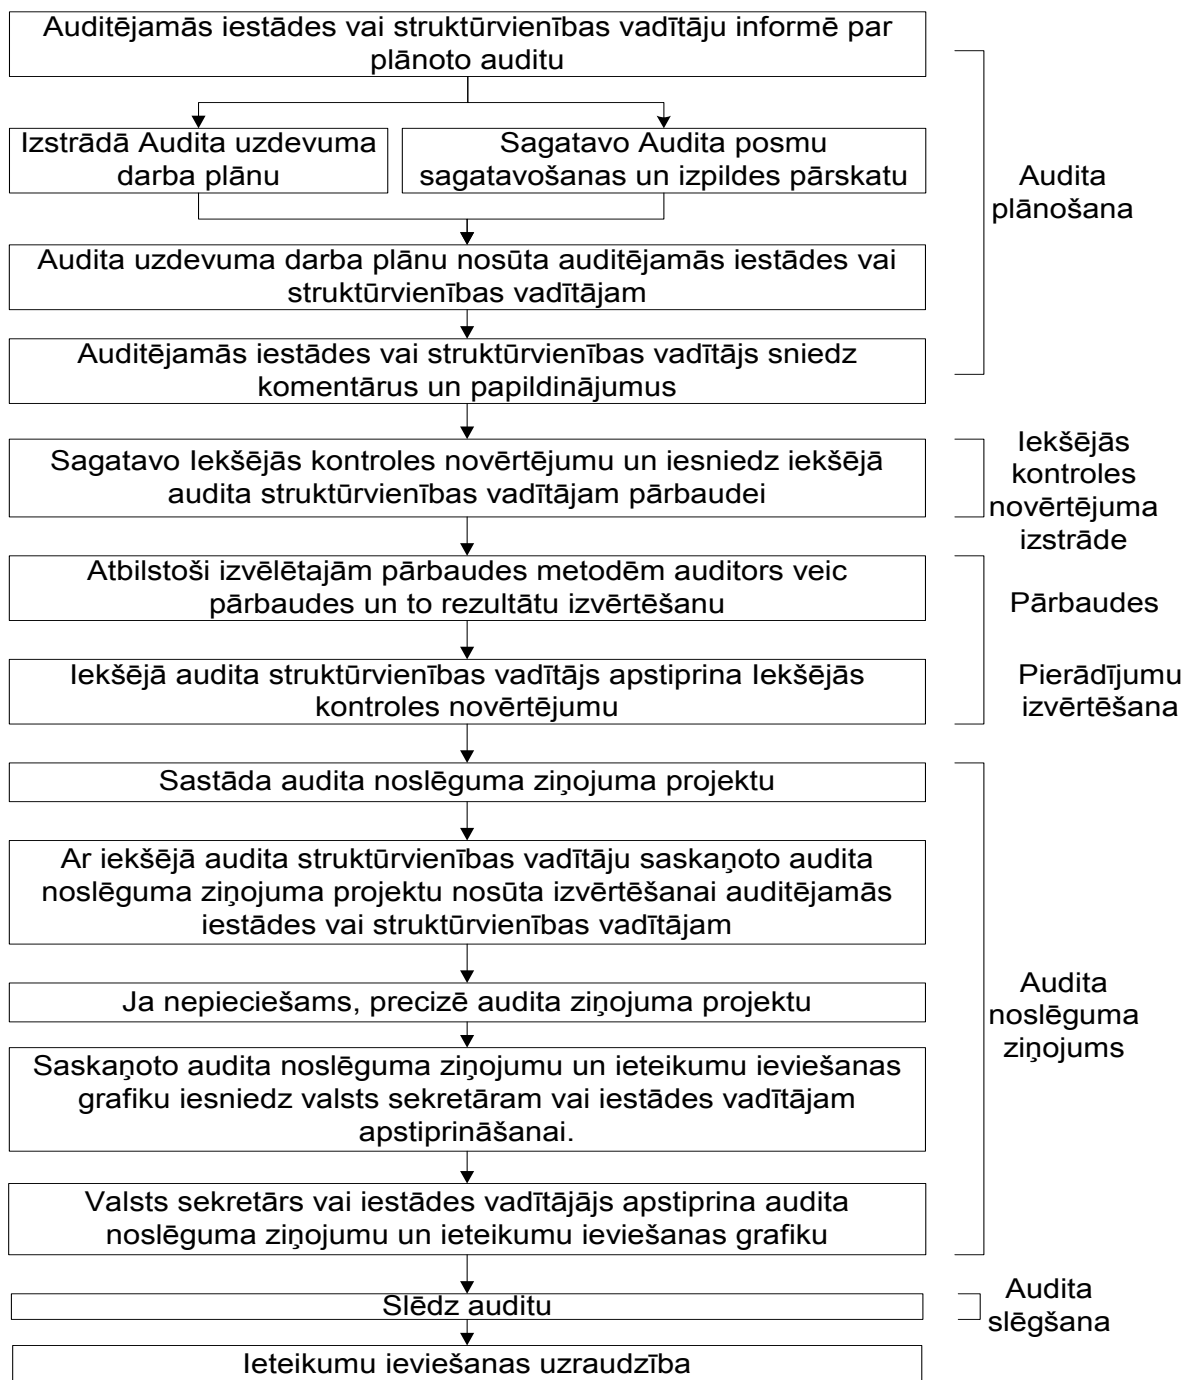 Auditējamās iestādes vai struktūrvienības vadītāju informē par
plānoto auditu
Izstrādā Audita uzdevuma
darba plānu
Sagatavo Audita posmu
sagatavošanas un izpildes pārskatu
Audita uzdevuma darba plānu nosūta auditējamās iestādes vai
struktūrvienības vadītājam
Auditējamās iestādes vai struktūrvienības vadītājs sniedz
komentārus un papildinājumus
Audita
plānošana
Sagatavo Iekšējās kontroles novērtējumu un iesniedz iekšējā
audita struktūrvienības vadītājam pārbaudei
Iekšējās
kontroles
novērtējuma
izstrāde
Atbilstoši izvēlētajām pārbaudes metodēm auditors veic
pārbaudes un to rezultātu izvērtēšanu
Pārbaudes
Iekšējā audita struktūrvienības vadītājs apstiprina Iekšējās
kontroles novērtējumu
Pierādījumu
izvērtēšana
Sastāda audita noslēguma ziņojuma projektu
Ar iekšējā audita struktūrvienības vadītāju saskaņoto audita
noslēguma ziņojuma projektu nosūta izvērtēšanai auditējamās
iestādes vai struktūrvienības vadītājam
Ja nepieciešams, precizē audita ziņojuma projektu
Saskaņoto audita noslēguma ziņojumu un ieteikumu ieviešanas
grafiku iesniedz valsts sekretāram vai iestādes vadītājam
apstiprināšanai.
Valsts sekretārs vai iestādes vadītājājs apstiprina audita
noslēguma ziņojumu un ieteikumu ieviešanas grafiku
Audita
noslēguma
ziņojums
Slēdz auditu
Audita
slēgšana
Ieteikumu ieviešanas uzraudzība